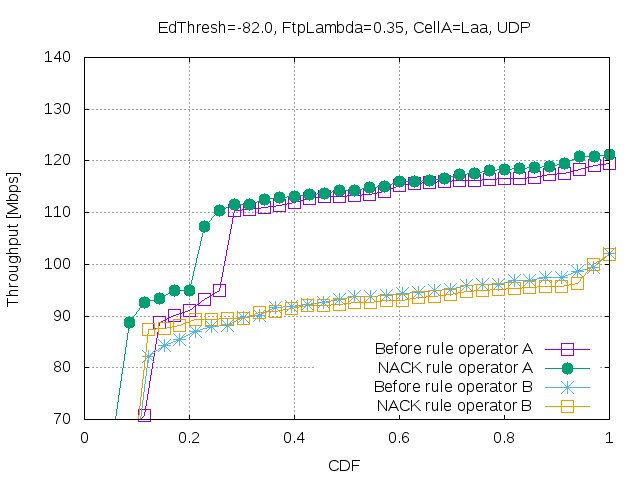 EdThresh=-82.0, FtpLambda=0.35, CellA=Laa, UDP
140
130
120
110
100
90
80
70
Throughput [Mbps]
Before rule operator A
NACK rule operator A
Before rule operator B
NACK rule operator B
0 0.2 0.4 0.6 0.8 1
CDF